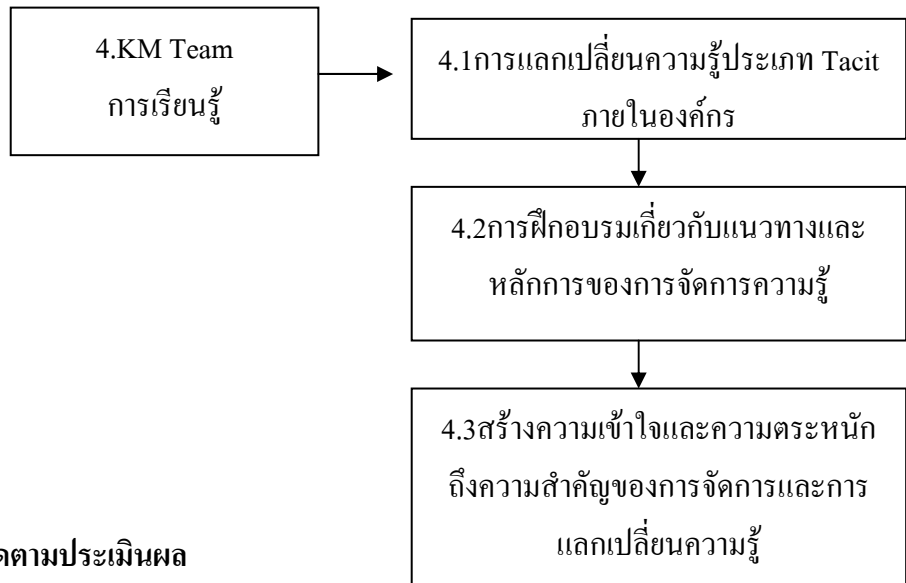 4.KM Team
การเรียนรู้
4.1การแลกเปลี่ยนความรู้ประเภท Tacit
ภายในองค์กร
4.2การฝึกอบรมเกี่ยวกับแนวทางและ
หลักการของการจัดการความรู้
4.3สร้างความเข้าใจและความตระหนัก
ถึงความสำคัญของการจัดการและการ
แลกเปลี่ยนความรู้
ตามประเมินผล